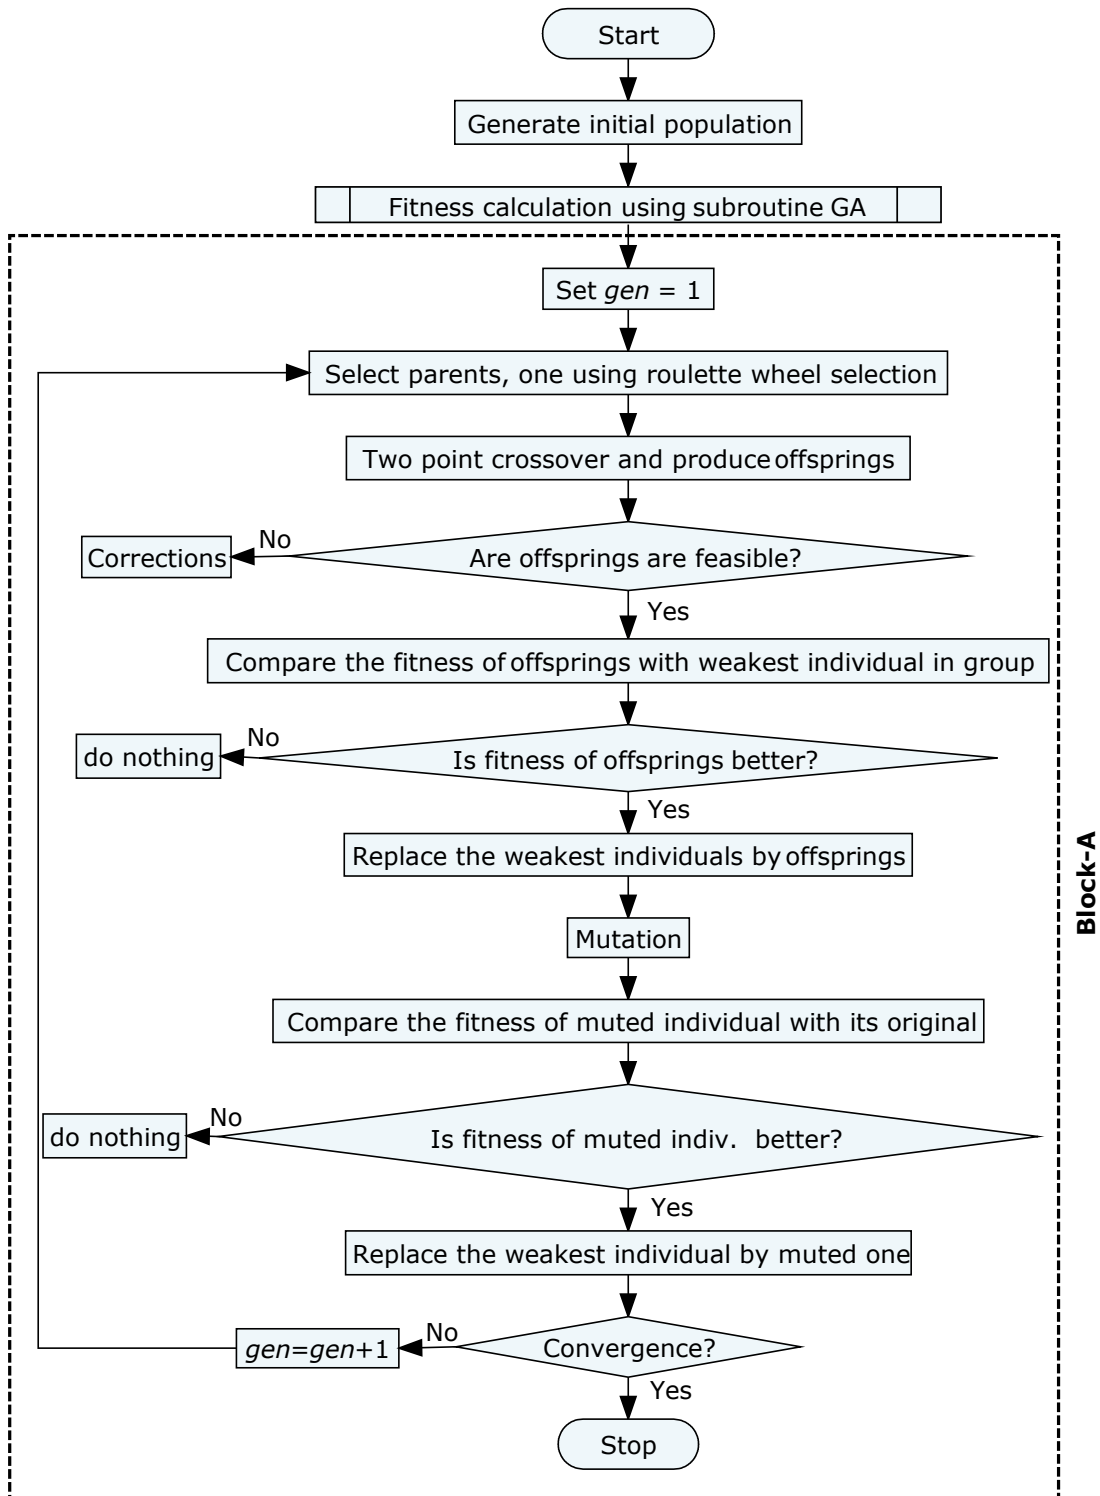 Start
Generate initial population
Fitness calculation using subroutine GA
Set gen = 1
Select parents, one using roulette wheel selection
Two point crossover and produce offsprings
Are offsprings are feasible?
No
Corrections
Yes
Compare the fitness of offsprings with weakest individual in group
Is fitness of offsprings better?
No
do nothing
Yes
Replace the weakest individuals by offsprings
Mutation
Compare the fitness of muted individual with its original
Is fitness of muted indiv. better?
No
do nothing
Yes
Replace the weakest individual by muted one
Convergence?
No
gen=gen+1
Yes
Stop
Block-A